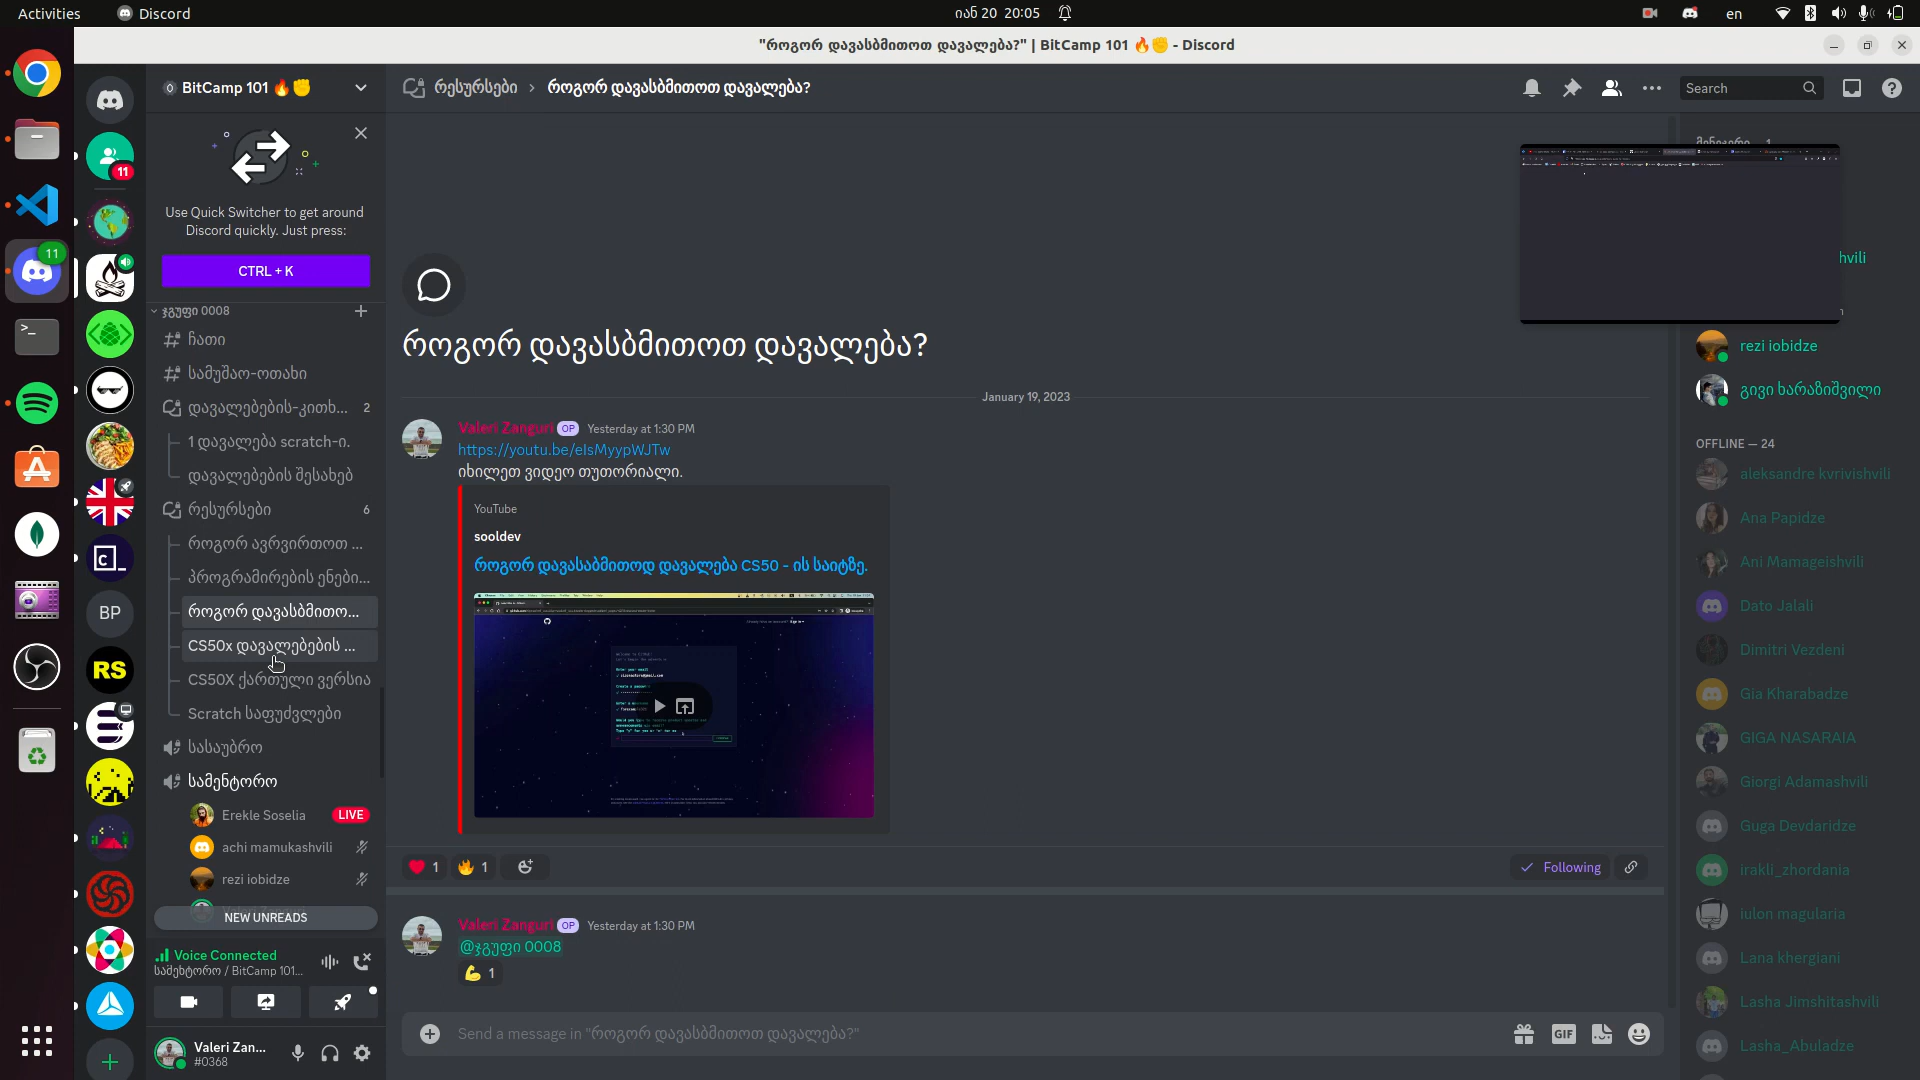 Activities
Discord
იან 20 20:05
en
"როგორ დავასბმითოთ დავალება?" | BitCamp 101 🔥✊ - Discord
BitCamp 101 🔥✊
რესურსები › როგორ დავასბმითოთ დავალება?
Search
11
Use Quick Switcher to get around
Discord quickly. Just press:
CTRL + K
11
ჯგუფი 0008
ჩათი
სამუშაო-ოთახი
დავალებების-კითხ... 2
1 დავალება scratch-ი.
დავალებების შესახებ
რესურსები 6
როგორ ავრვირთოთ ...
პროგრამირების ენები...
როგორ დავასბმითო...
CS50x დავალებების ...
CS50X ქართული ვერსია
Scratch საფუძვლები
სასაუბრო
სამენტორო
Erekle Soselia LIVE
achi mamukashvili
rezi iobidze
NEW UNREADS
Voice Connected
სამენტორო / BitCamp 101...
Valeri Zan...
#0368
BP
RS
როგორ დავასბმითოთ დავალება?
January 19, 2023
Valeri Zanguri OP Yesterday at 1:30 PM
https://youtu.be/eIsMyypWJTw
იხილეთ ვიდეო თუთორიალი.
YouTube
sooldev
როგორ დავასაბმითოდ დავალება CS50 - ის საიტზე.
❤️ 1
🔥 1
Following
Valeri Zanguri OP Yesterday at 1:30 PM
@ჯგუფი 0008
💪 1
Send a message in "როგორ დავასბმითოთ დავალება?"
GIF
hvili
rezi iobidze
გივი ხარაზიშვილი
OFFLINE — 24
aleksandre kvrivishvili
Ana Papidze
Ani Mamageishvili
Dato Jalali
Dimitri Vezdeni
Gia Kharabadze
GIGA NASARAIA
Giorgi Adamashvili
Guga Devdaridze
irakli_zhordania
iulon magularia
Lana khergiani
Lasha Jimshitashvili
Lasha_Abuladze